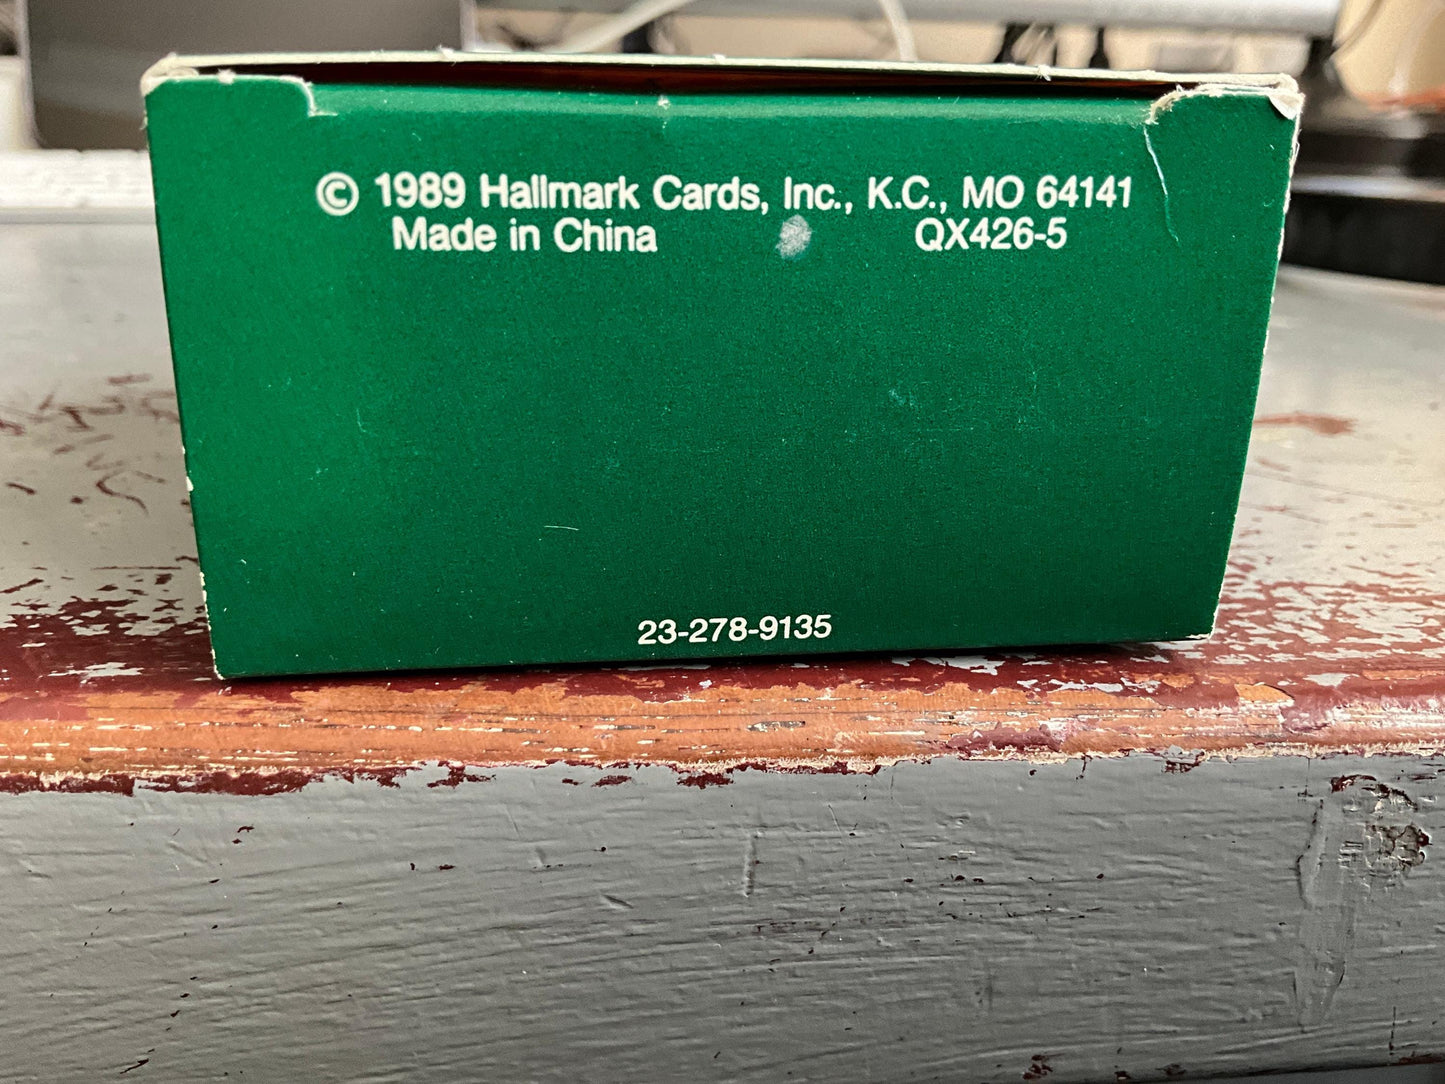 © 1989 Hallmark Cards, Inc., K.C., MO 64141
Made in China QX426-5
23-278-9135